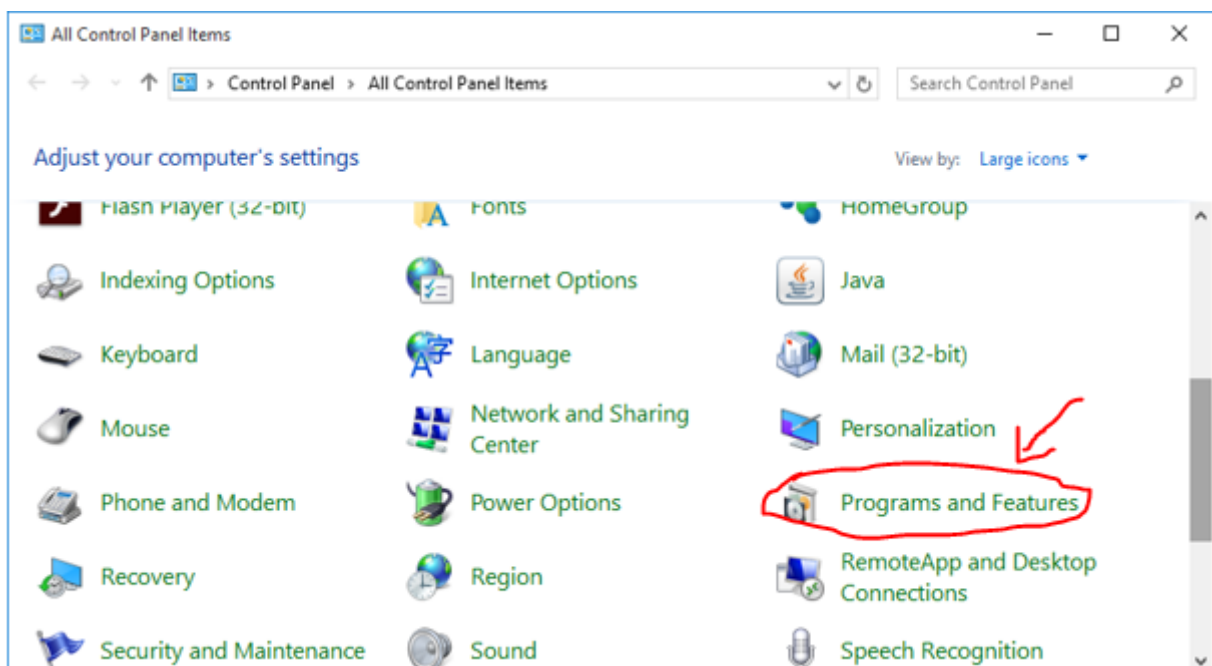 All Control Panel Items
Control Panel > All Control Panel Items
Search Control Panel
Adjust your computer's settings
View by: Large icons
Flash Player (32-bit)
Fonts
HomeGroup
Indexing Options
Internet Options
Java
Keyboard
Language
Mail (32-bit)
Mouse
Network and Sharing
Center
Personalization
Phone and Modem
Power Options
Programs and Features
Recovery
Region
RemoteApp and Desktop
Connections
Security and Maintenance
Sound
Speech Recognition